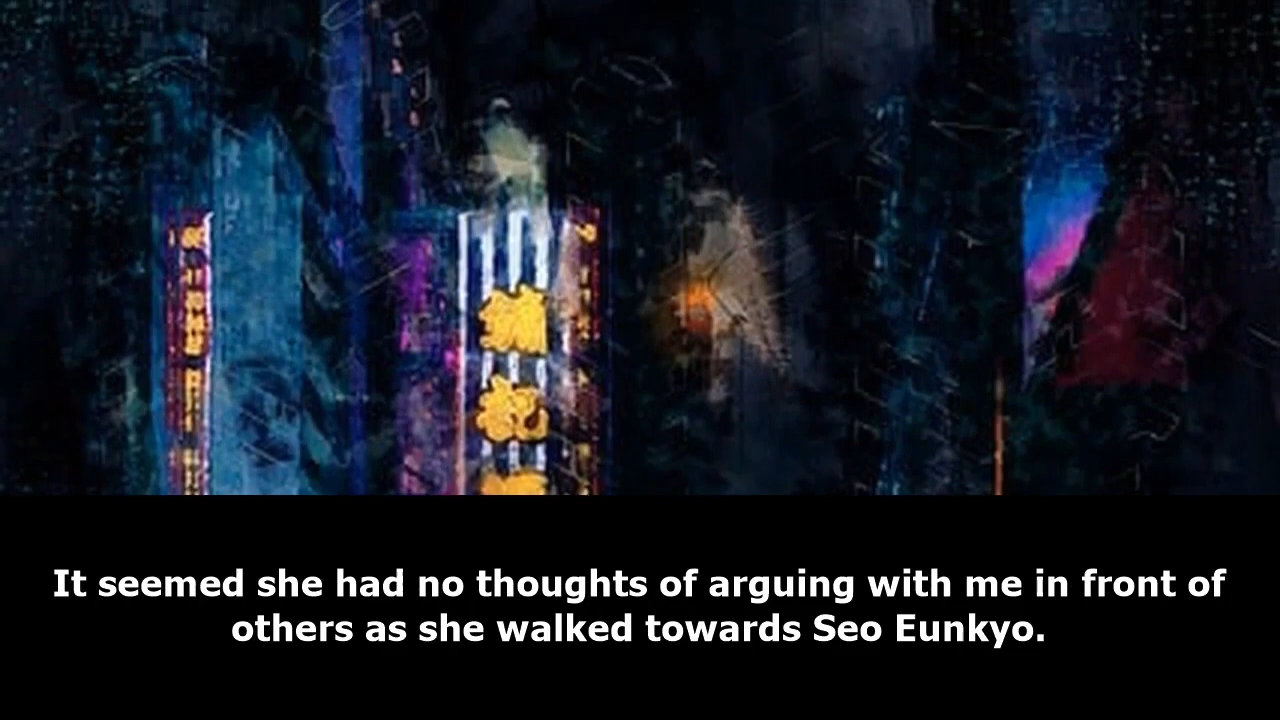 It seemed she had no thoughts of arguing with me in front of
others as she walked towards Seo Eunkyo.